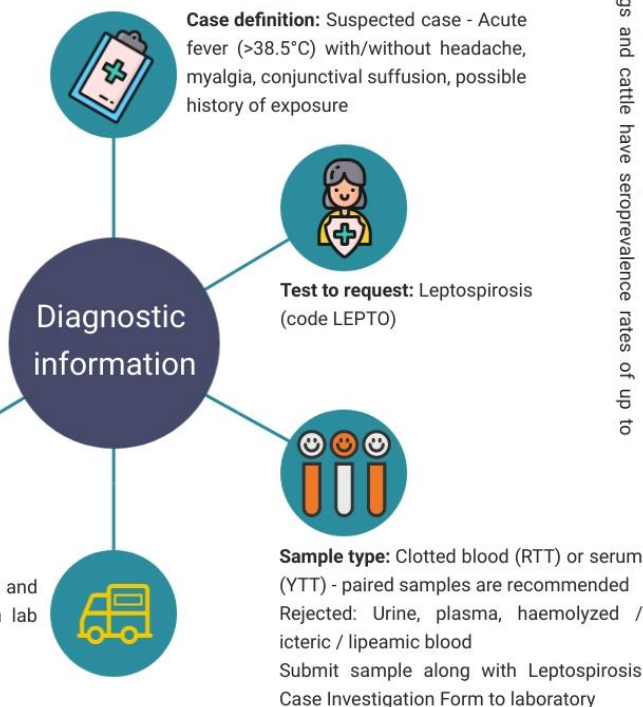 Case definition: Suspected case - Acute
fever (>38.5°C) with/without headache,
myalgia, conjunctival suffusion, possible
history of exposure
Test to request: Leptospirosis
(code LEPTO)
Diagnostic
information
Sample type: Clotted blood (RTT) or serum
(YTT) - paired samples are recommended
Rejected: Urine, plasma, haemolyzed /
icteric / lipeamic blood
Submit sample along with Leptospirosis
Case Investigation Form to laboratory
and
lab
and cattle have seroprevalence rates of up to